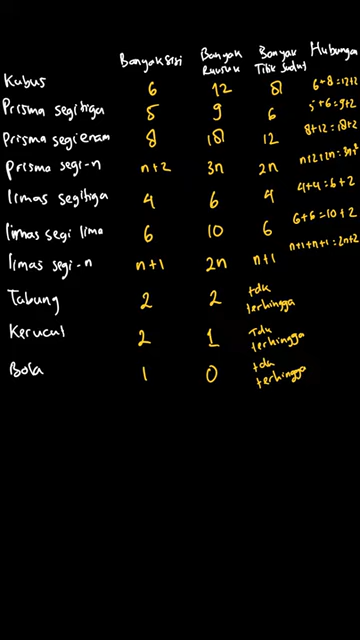 Banyak sisi Banyak Rusuk Banyak Titik Sudut Hubungan
Kubus 6 12 8 6+8=12+2
Prisma segitiga 5 9 6 5+6=9+2
Prisma segienam 8 18 12 8+12=18+2
prisma segi-n n+2 3n 2n n+2+2n=3n+2
limas segitiga 4 6 4 4+4=6+2
limas segi lima 6 10 6 6+6=10+2
limas segi-n n+1 2n n+1 n+1+n+1=2n+2
Tabung 2 2 tdk terhingga
Kerucut 2 1 Tdk terhingga
Bola 1 0 tdk terhingga